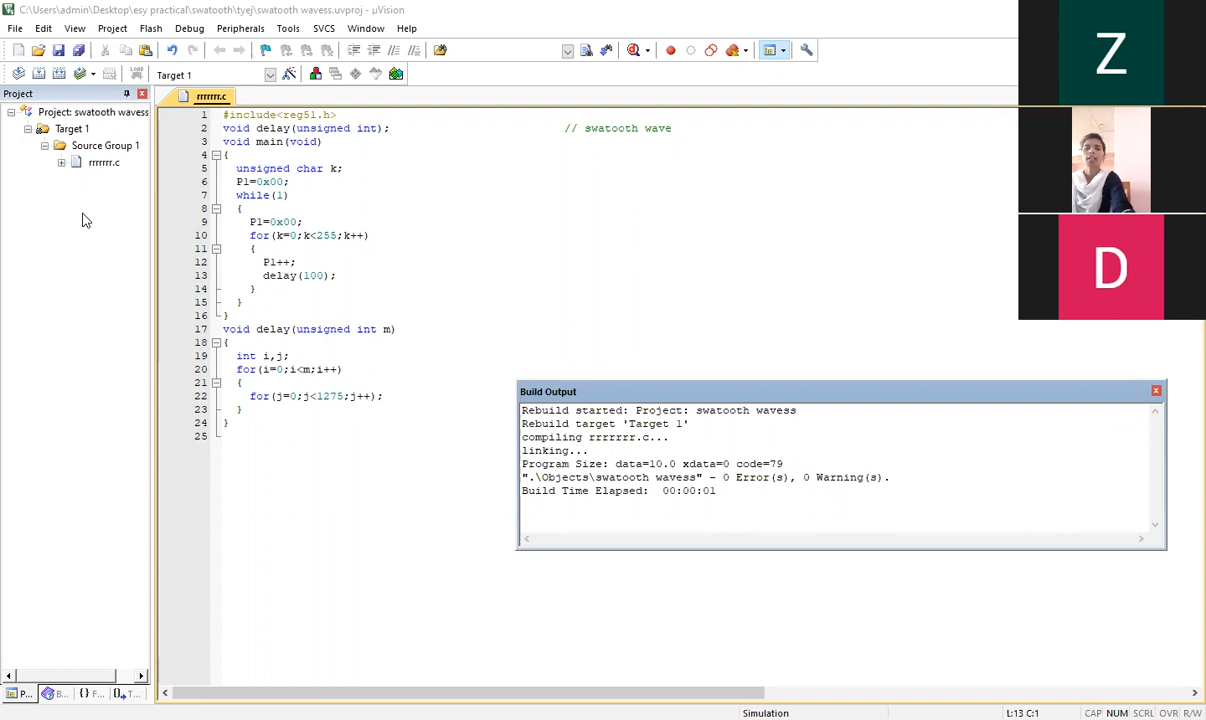 C:\Users\admin\Desktop\esy practical\swatooth\tyej\swatooth wavess.uvproj - µVision
File Edit View Project Flash Debug Peripherals Tools SVCS Window Help
LOAD Target 1
Project
rrrrrrr.c
Project: swatooth wavess
Target 1
Source Group 1
rrrrrrr.c
1 #include<reg51.h>
2 void delay(unsigned int); // swatooth wave
3 void main(void)
4 {
5 unsigned char k;
6 P1=0x00;
7 while(1)
8 {
9 P1=0x00;
10 for(k=0;k<255;k++)
11 {
12 P1++;
13 delay(100);
14 }
15 }
16 }
17 void delay(unsigned int m)
18 {
19 int i,j;
20 for(i=0;i<m;i++)
21 {
22 for(j=0;j<1275;j++);
23 }
24 }
25
Build Output
Rebuild started: Project: swatooth wavess
Rebuild target 'Target 1'
compiling rrrrrrr.c...
linking...
Program Size: data=10.0 xdata=0 code=79
".\Objects\swatooth wavess" - 0 Error(s), 0 Warning(s).
Build Time Elapsed: 00:00:01
Z
D
P... B... {} F... T...
Simulation L:13 C:1 CAP NUM SCRL OVR R/W